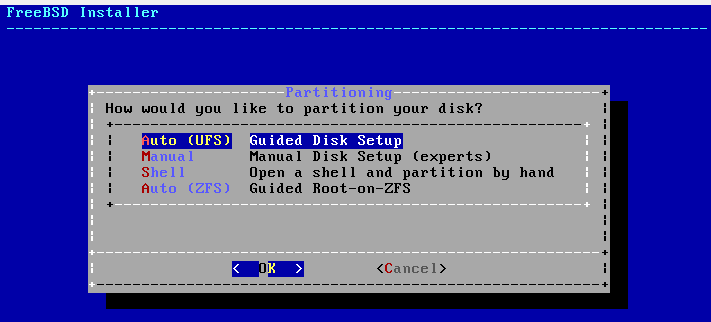 FreeBSD Installer
Partitioning
How would you like to partition your disk?
Auto (UFS) Guided Disk Setup
Manual Manual Disk Setup (experts)
Shell Open a shell and partition by hand
Auto (ZFS) Guided Root-on-ZFS
< OK > <Cancel>